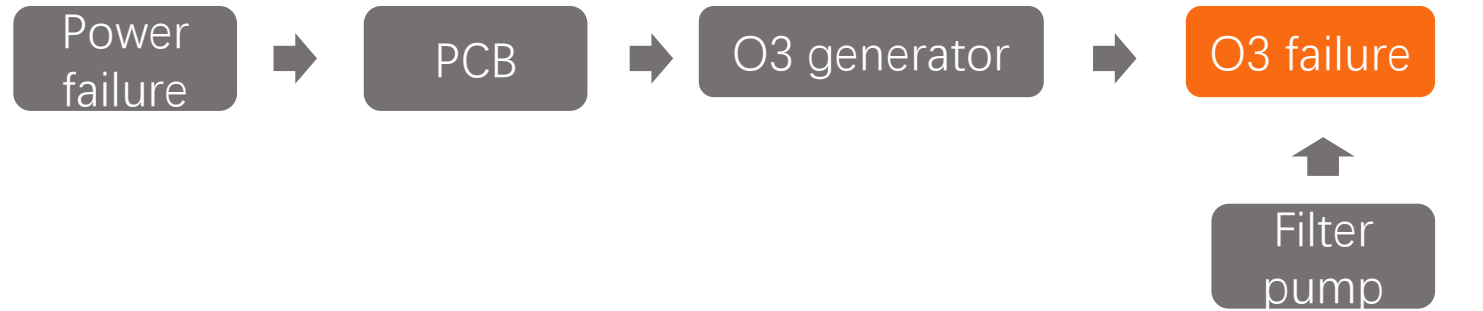 Power
failure
PCB
O3 generator
O3 failure
Filter
pump